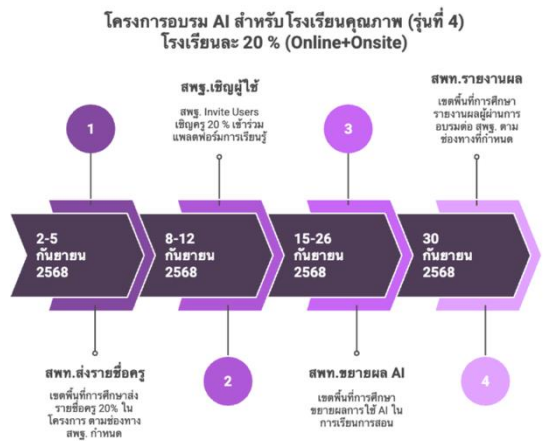 โครงการอบรม AI สำหรับโรงเรียนคุณภาพ (รุ่นที่ 4)
โรงเรียนละ 20 % (Online+Onsite)
1
2-5
กันยายน
2568
สพท.ส่งรายชื่อครู
เขตพื้นที่การศึกษาส่ง
รายชื่อครู 20% ใน
โครงการ ตามช่องทาง
สพฐ. กำหนด
สพฐ.เชิญผู้ใช้
สพฐ. Invite Users
เชิญครู 20 % เข้าร่วม
แพลตฟอร์มการเรียนรู้
8-12
กันยายน
2568
2
3
15-26
กันยายน
2568
สพท.ขยายผล AI
เขตพื้นที่การศึกษา
ขยายผลการใช้ AI ใน
การเรียนการสอน
สพท.รายงานผล
เขตพื้นที่การศึกษา
รายงานผลผู้ผ่านการ
อบรมต่อ สพฐ. ตาม
ช่องทางที่กำหนด
30
กันยายน
2568
4